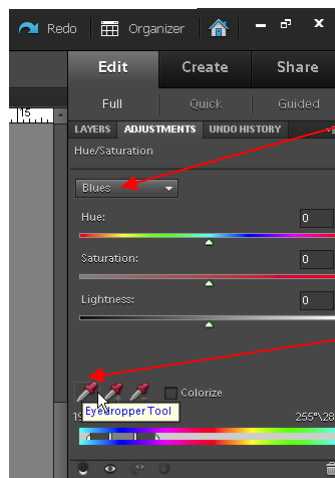 Redo Organizer
Edit Create Share
Full Quick Guided
15
LAYERS ADJUSTMENTS UNDO HISTORY
Hue/Saturation
Blues
Hue: 0
Saturation: 0
Lightness: 0
Colorize
Eyedropper Tool
255°\28